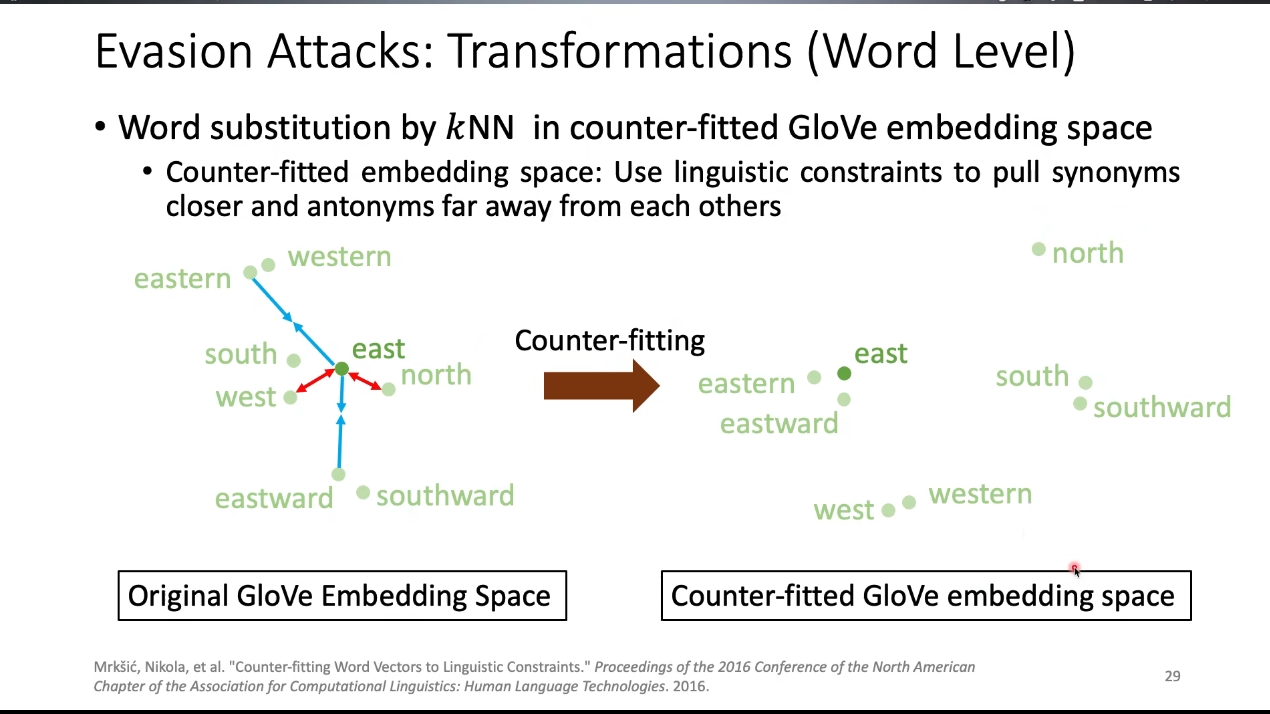 Evasion Attacks: Transformations (Word Level)
• Word substitution by kNN in counter-fitted GloVe embedding space
• Counter-fitted embedding space: Use linguistic constraints to pull synonyms
closer and antonyms far away from each others
eastern
western
south
east
west
north
eastward
southward
Original GloVe Embedding Space
Counter-fitting
north
east
eastern
eastward
south
southward
west
western
Counter-fitted GloVe embedding space
Mrkšić, Nikola, et al. "Counter-fitting Word Vectors to Linguistic Constraints." Proceedings of the 2016 Conference of the North American
Chapter of the Association for Computational Linguistics: Human Language Technologies. 2016.
29